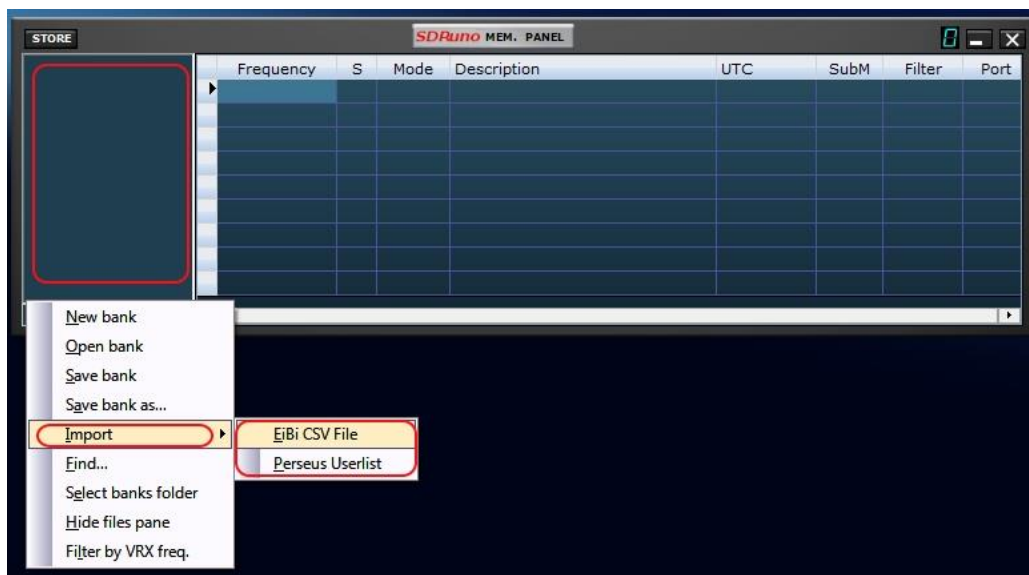 STORE
SDRuno MEM. PANEL
0
Frequency S Mode Description UTC SubM Filter Port
New bank
Open bank
Save bank
Save bank as...
Import
EiBi CSV File
Find...
Perseus Userlist
Select banks folder
Hide files pane
Filter by VRX freq.